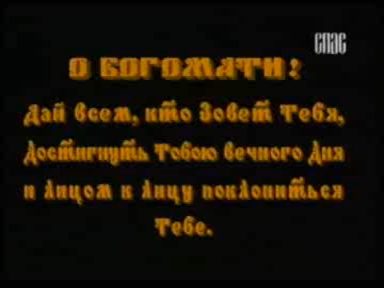 СПАС
О БОГОМАТИ!
Дай всем, кто Зовет Тебя,
Достигнуть Тобою вечного Дня
и Лицом к Лицу поклониться
Тебе.